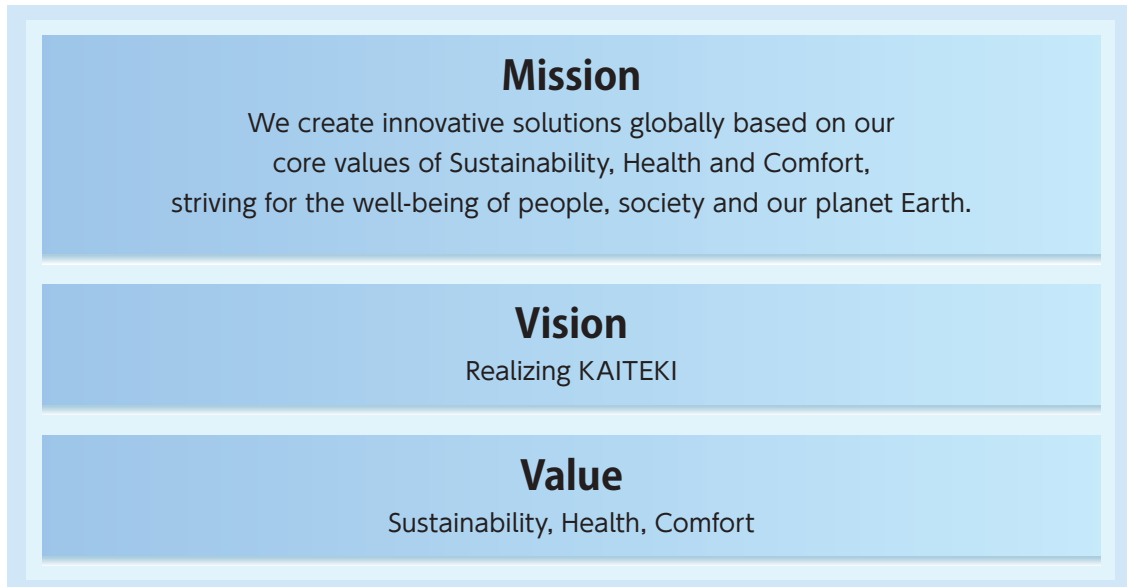 Mission
We create innovative solutions globally based on our
core values of Sustainability, Health and Comfort,
striving for the well-being of people, society and our planet Earth.
Vision
Realizing KAITEKI
Value
Sustainability, Health, Comfort